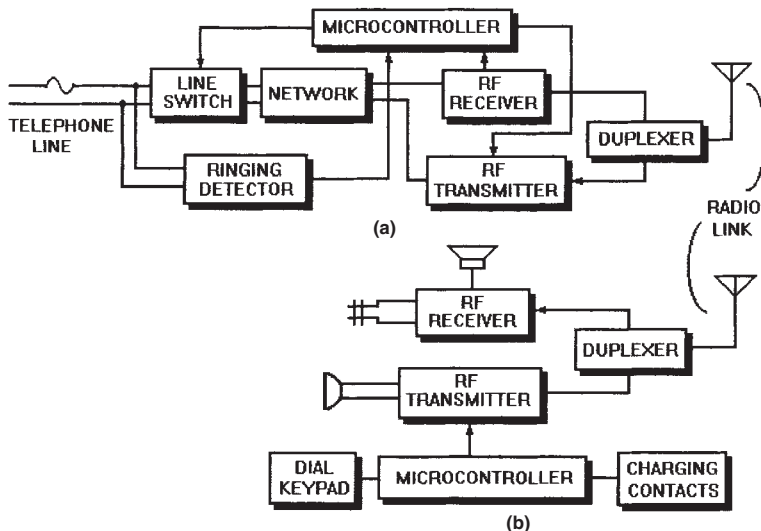 MICROCONTROLLER
LINE
SWITCH
NETWORK
RF
RECEIVER
TELEPHONE
LINE
DUPLEXER
RINGING
DETECTOR
RF
TRANSMITTER
(a)
RADIO
LINK
RF
RECEIVER
DUPLEXER
RF
TRANSMITTER
DIAL
KEYPAD
MICROCONTROLLER
CHARGING
CONTACTS
(b)